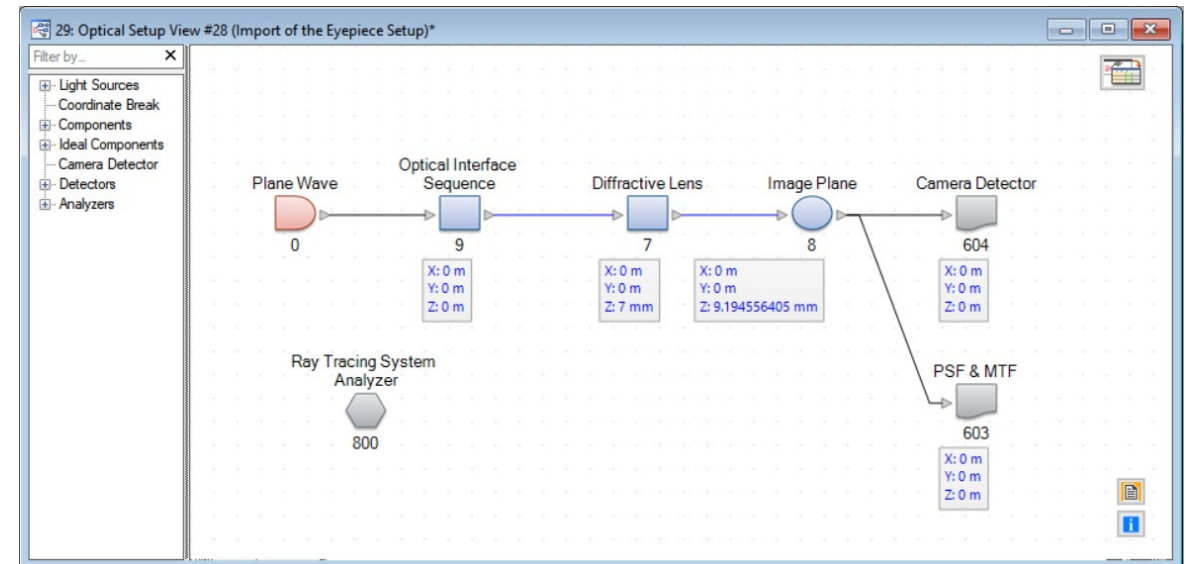 29: Optical Setup View #28 (Import of the Eyepiece Setup)*
Filter by...
X
Light Sources
Coordinate Break
Components
Ideal Components
Camera Detector
Detectors
Analyzers
Plane Wave
0
Optical Interface
Sequence
9
X: 0 m
Y: 0 m
Z: 0 m
Diffractive Lens
7
X: 0 m
Y: 0 m
Z: 7 mm
Image Plane
8
X: 0 m
Y: 0 m
Z: 9.194556405 mm
Camera Detector
604
X: 0 m
Y: 0 m
Z: 0 m
Ray Tracing System
Analyzer
800
PSF & MTF
603
X: 0 m
Y: 0 m
Z: 0 m